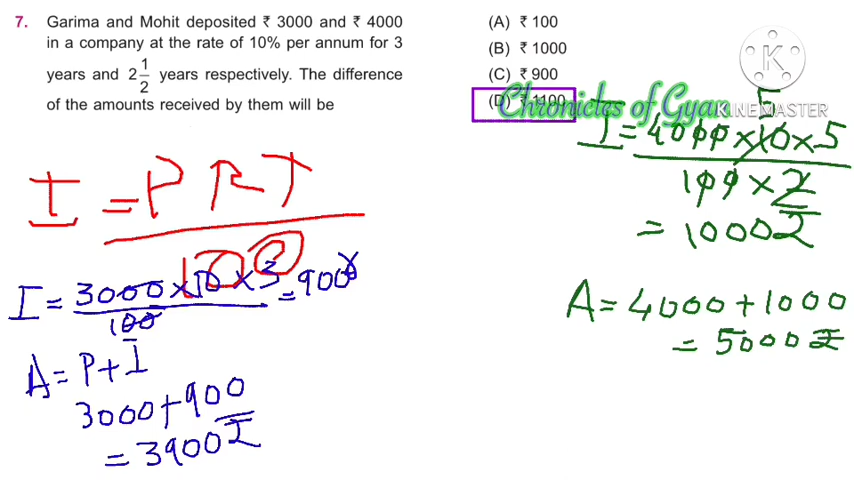 7. Garima and Mohit deposited ₹ 3000 and ₹ 4000
in a company at the rate of 10% per annum for 3
years and 2 1/2 years respectively. The difference
of the amounts received by them will be
(A) ₹ 100
(B) ₹ 1000
(C) ₹ 900
(D) ₹ 1100
Chronicles of Gyan
K
KINEMASTER
I = P R T
100
I = 3000 × 10 × 3 = 900
100
A = P + I
3000 + 900
= 3900 ₹
5
I = 4000 × 10 × 5
100 × 2
= 1000 ₹
A = 4000 + 1000
= 5000 ₹